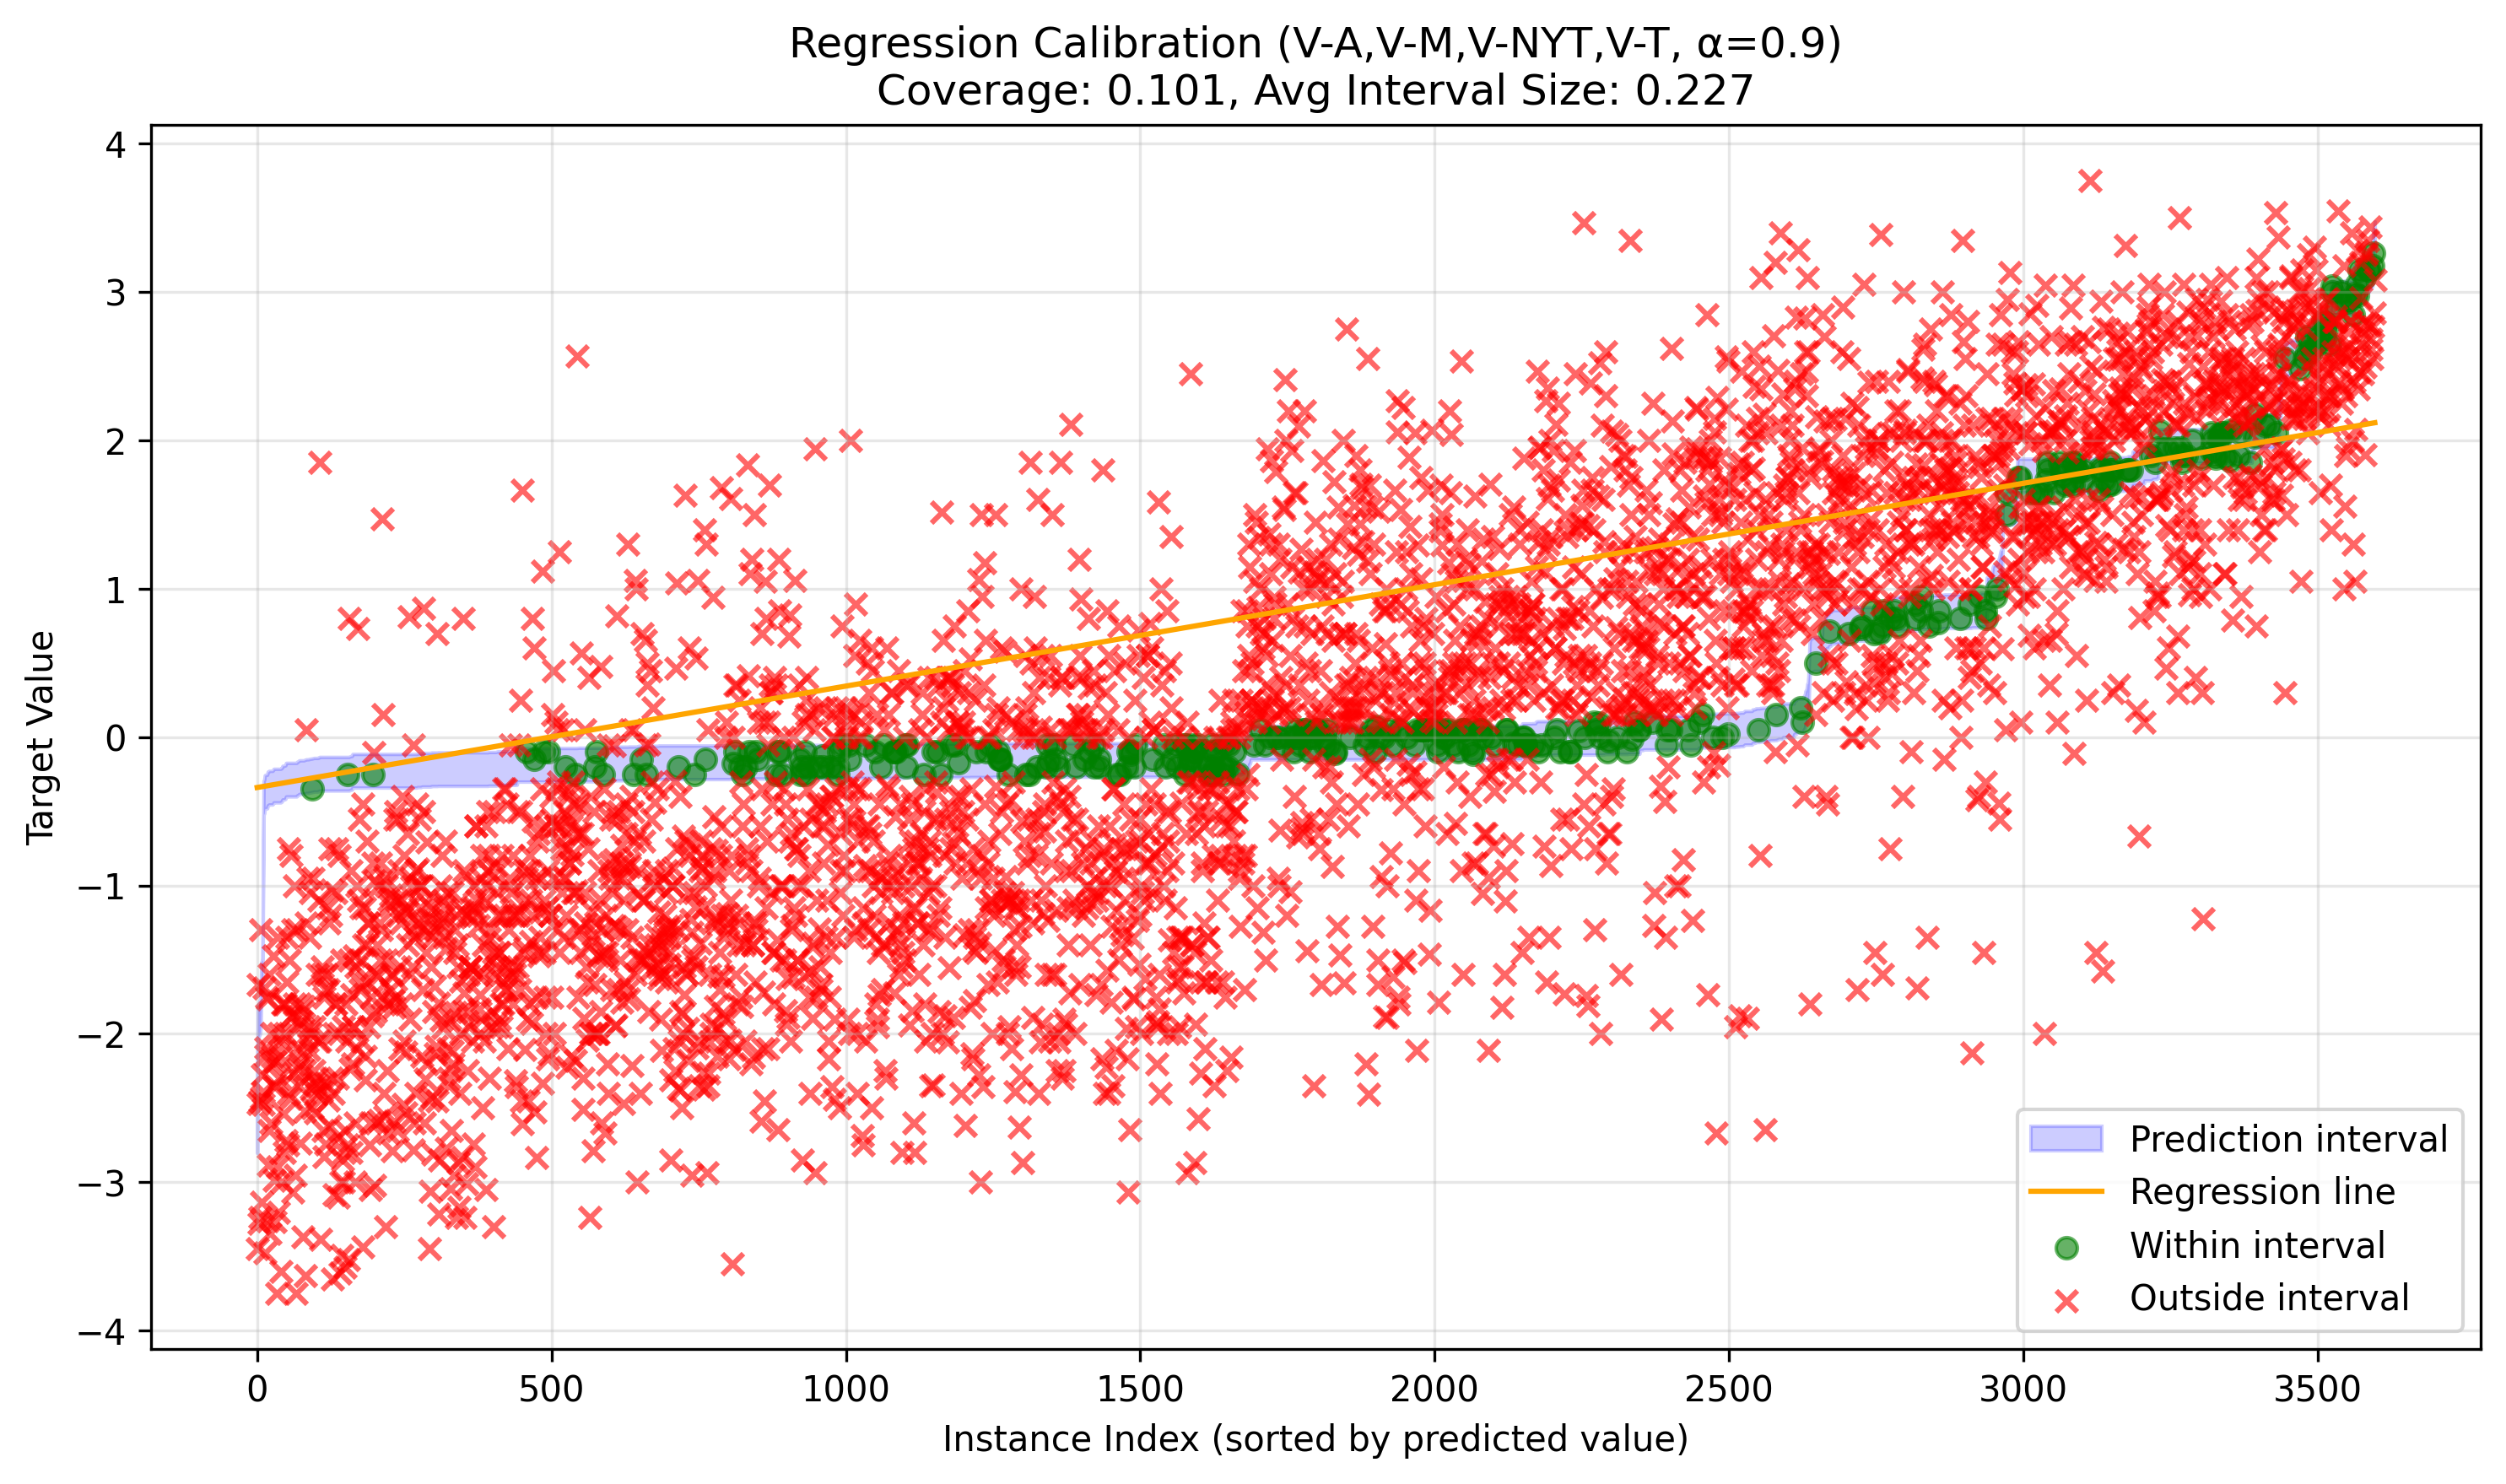 Regression Calibration (V-A,V-M,V-NYT,V-T, α=0.9)
Coverage: 0.101, Avg Interval Size: 0.227
Target Value
4
3
2
1
0
−1
−2
−3
−4
0 500 1000 1500 2000 2500 3000 3500
Instance Index (sorted by predicted value)
Prediction interval
Regression line
Within interval
Outside interval